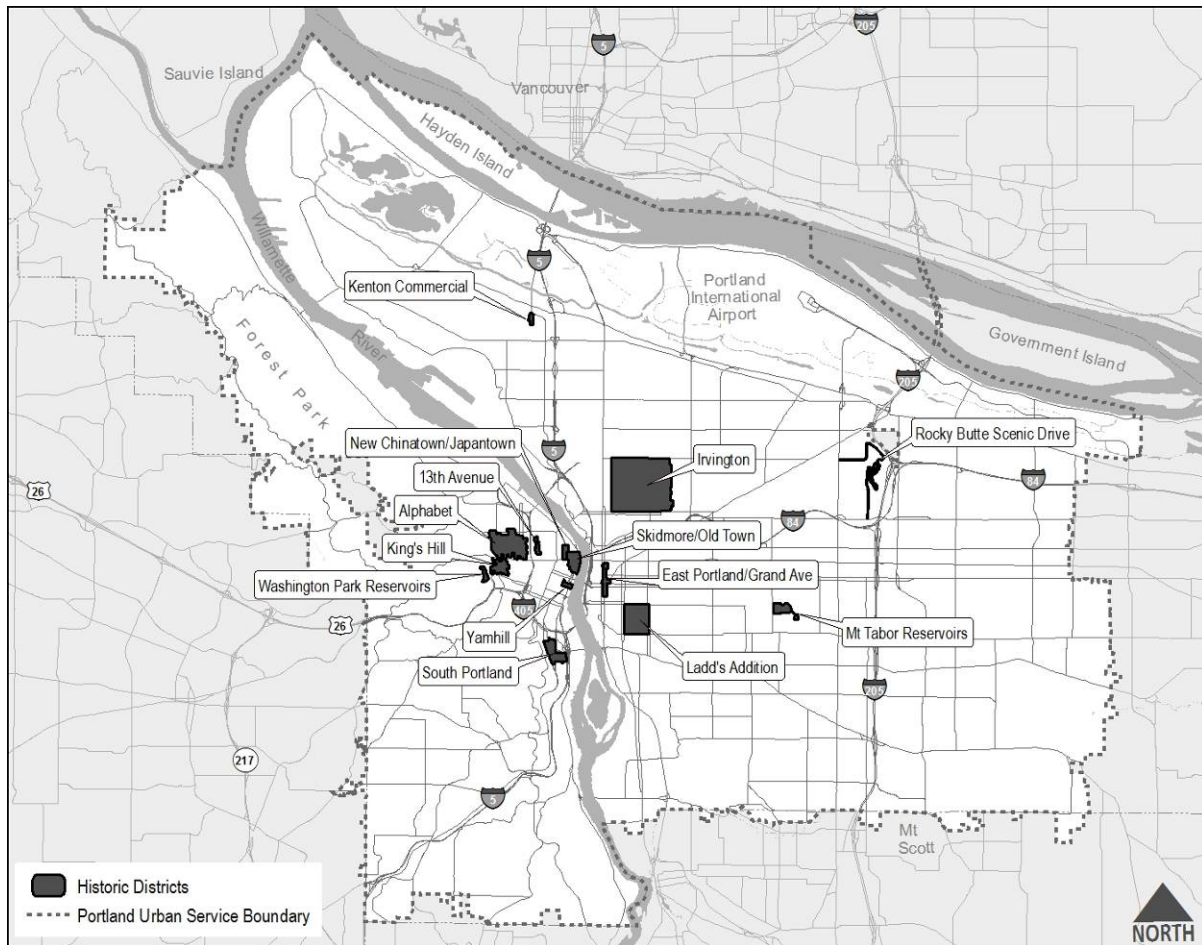 Sauvie Island
5
205
Vancouver
Hayden Island
Willamette
River
5
Kenton Commercial
Portland
International
Airport
Government Island
205
Forest Park
New Chinatown/Japantown
5
Irvington
Rocky Butte Scenic Drive
26
13th Avenue
84
Alphabet
84
Skidmore/Old Town
King's Hill
East Portland/Grand Ave
Washington Park Reservoirs
405
26
Yamhill
Mt Tabor Reservoirs
South Portland
Ladd's Addition
205
217
5
Mt
Scott
Historic Districts
Portland Urban Service Boundary
NORTH